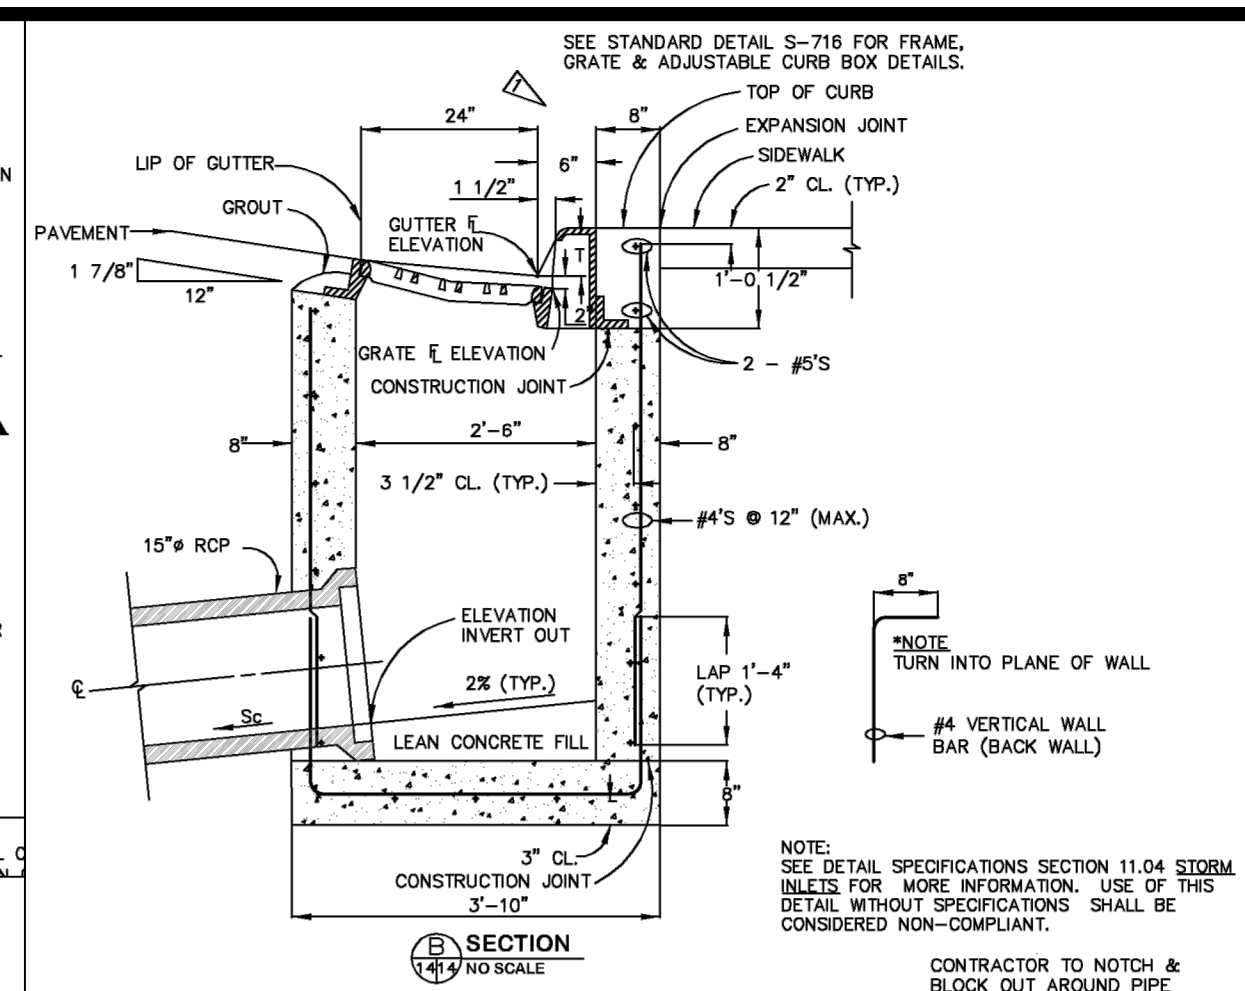 SEE STANDARD DETAIL S-716 FOR FRAME,
GRATE & ADJUSTABLE CURB BOX DETAILS.
1
TOP OF CURB
24"
8"
EXPANSION JOINT
N
LIP OF GUTTER
6"
SIDEWALK
1 1/2"
2" CL. (TYP.)
GROUT
GUTTER FL
ELEVATION
PAVEMENT
T
1 7/8"
12"
1'-0 1/2"
2"
GRATE FL ELEVATION
CONSTRUCTION JOINT
2 - #5'S
8"
2'-6"
8"
3 1/2" CL. (TYP.)
#4'S @ 12" (MAX.)
15"ø RCP
8"
ELEVATION
INVERT OUT
*NOTE
TURN INTO PLANE OF WALL
LAP 1'-4"
(TYP.)
℄
2% (TYP.)
Sc
#4 VERTICAL WALL
BAR (BACK WALL)
LEAN CONCRETE FILL
8"
3" CL.
CONSTRUCTION JOINT
3'-10"
NOTE:
SEE DETAIL SPECIFICATIONS SECTION 11.04 STORM
INLETS FOR MORE INFORMATION. USE OF THIS
DETAIL WITHOUT SPECIFICATIONS SHALL BE
CONSIDERED NON-COMPLIANT.
B SECTION
1414 NO SCALE
CONTRACTOR TO NOTCH &
BLOCK OUT AROUND PIPE